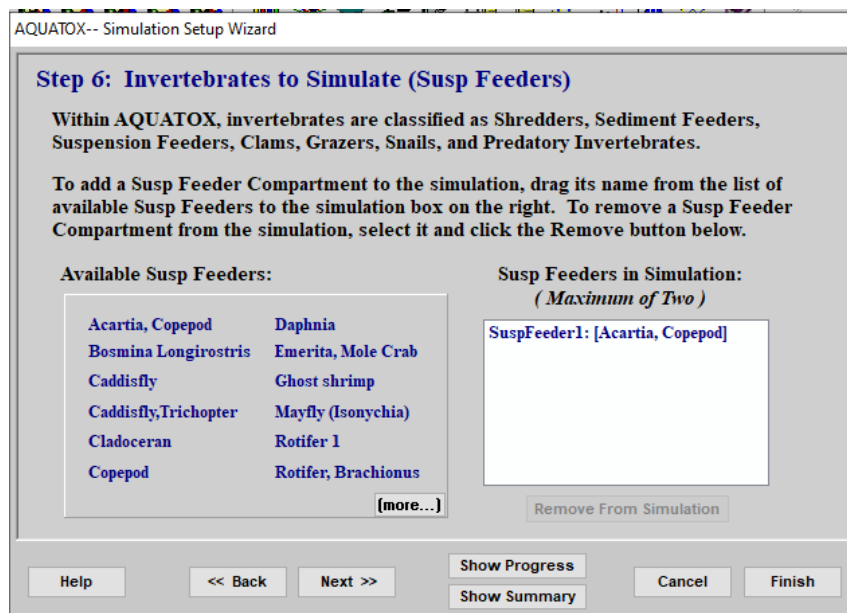 AQUATOX-- Simulation Setup Wizard
Step 6: Invertebrates to Simulate (Susp Feeders)
Within AQUATOX, invertebrates are classified as Shredders, Sediment Feeders,
Suspension Feeders, Clams, Grazers, Snails, and Predatory Invertebrates.
To add a Susp Feeder Compartment to the simulation, drag its name from the list of
available Susp Feeders to the simulation box on the right. To remove a Susp Feeder
Compartment from the simulation, select it and click the Remove button below.
Available Susp Feeders:
Acartia, Copepod
Bosmina Longirostris
Caddisfly
Caddisfly,Trichopter
Cladoceran
Copepod
Daphnia
Emerita, Mole Crab
Ghost shrimp
Mayfly (Isonychia)
Rotifer 1
Rotifer, Brachionus
(more...)
Susp Feeders in Simulation:
( Maximum of Two )
SuspFeeder1: [Acartia, Copepod]
Remove From Simulation
Help
<< Back
Next >>
Show Progress
Show Summary
Cancel
Finish